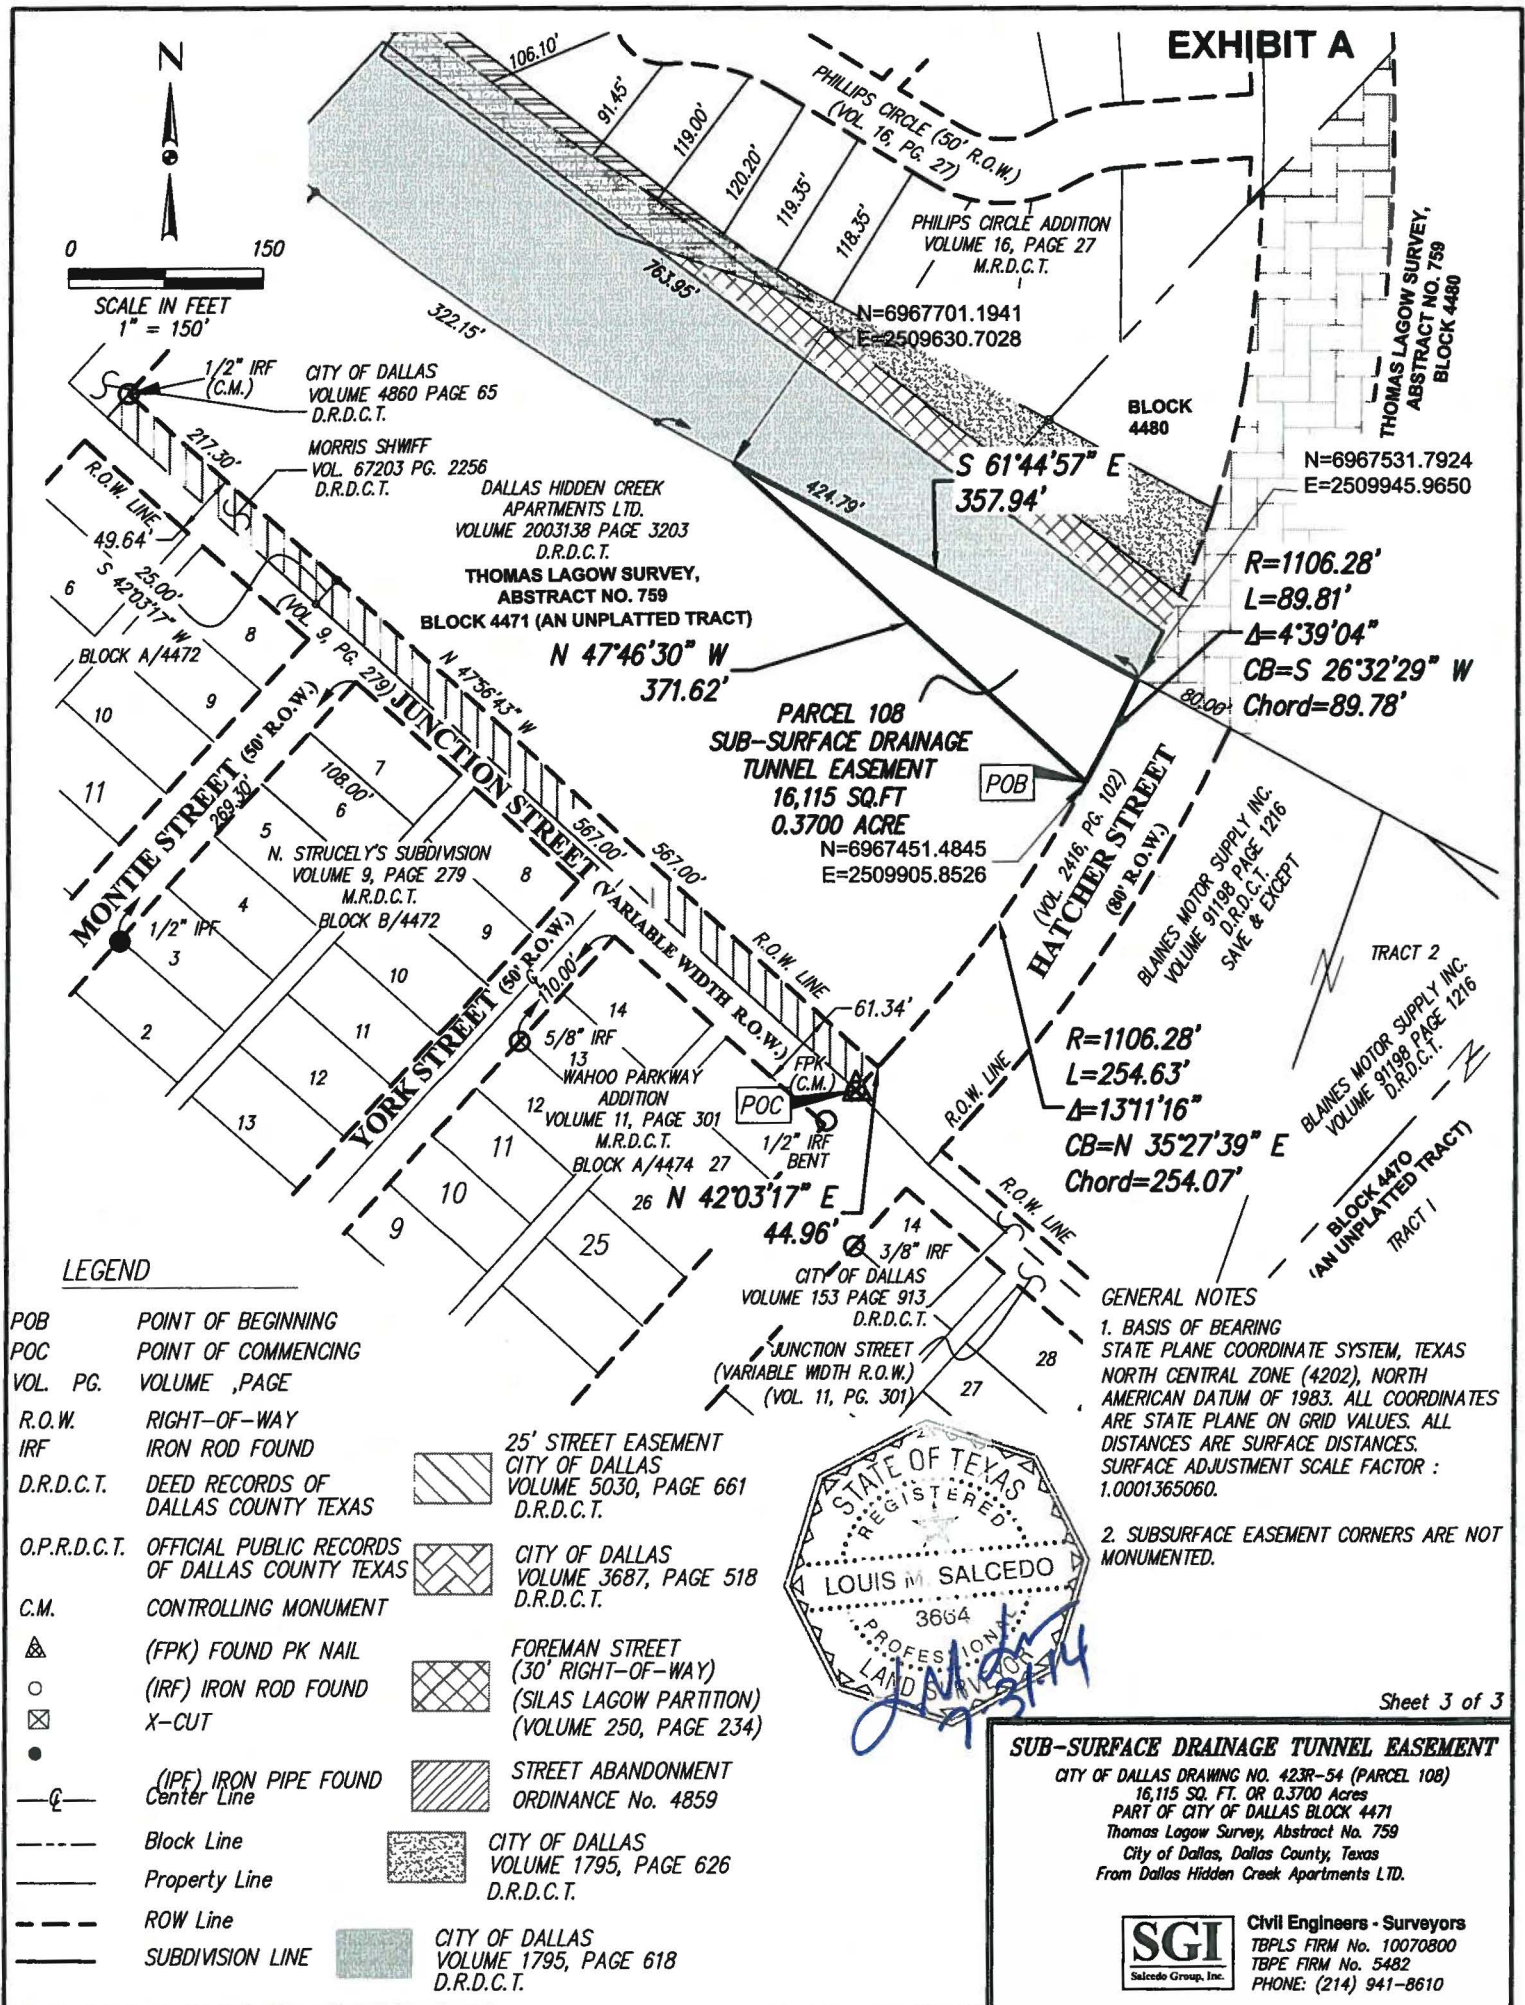 EXHIBIT A
N
0 150
SCALE IN FEET
1" = 150'
106.10'
91.45'
119.00'
120.20'
119.35'
118.35'
PHILLIPS CIRCLE (50' R.O.W.)
(VOL. 16, PG. 27)
PHILIPS CIRCLE ADDITION
VOLUME 16, PAGE 27
M.R.D.C.T.
763.95'
322.15'
N=6967701.1941
E=2509630.7028
THOMAS LAGOW SURVEY,
ABSTRACT NO. 759
BLOCK 4480
BLOCK
4480
1/2" IRF
(C.M.)
CITY OF DALLAS
VOLUME 4860 PAGE 65
D.R.D.C.T.
MORRIS SHWIFF
VOL. 67203 PG. 2256
D.R.D.C.T.
217.30'
R.O.W. LINE
49.64'
25.00'
S 42°03'17" W
DALLAS HIDDEN CREEK
APARTMENTS LTD.
VOLUME 2003138 PAGE 3203
D.R.D.C.T.
THOMAS LAGOW SURVEY,
ABSTRACT NO. 759
BLOCK 4471 (AN UNPLATTED TRACT)
424.79'
S 61°44'57" E
357.94'
N=6967531.7924
E=2509945.9650
R=1106.28'
L=89.81'
Δ=4°39'04"
CB=S 26°32'29" W
Chord=89.78'
80.00'
N 47°46'30" W
371.62'
PARCEL 108
SUB-SURFACE DRAINAGE
TUNNEL EASEMENT
16,115 SQ.FT
0.3700 ACRE
POB
N=6967451.4845
E=2509905.8526
6
8
BLOCK A/4472
9
10
11
(VOL. 9, PG. 279)
N 47°56'43" W
JUNCTION STREET (VARIABLE WIDTH R.O.W.)
MONTIE STREET (50' R.O.W.)
269.30'
7
108.00'
6
5
N. STRUCELY'S SUBDIVISION
VOLUME 9, PAGE 279
M.R.D.C.T.
BLOCK B/4472
4
8
9
1/2" IPF
3
10
2
11
12
13
567.00'
567.00'
R.O.W. LINE
YORK STREET (50' R.O.W.)
110.00'
14
5/8" IRF
13
WAHOO PARKWAY
ADDITION
VOLUME 11, PAGE 301
M.R.D.C.T.
BLOCK A/4474 27
12
11
10
9
26
25
61.34'
FPK
(C.M.)
POC
1/2" IRF
BENT
N 42°03'17" E
44.96'
(VOL. 2416, PG. 102)
HATCHER STREET
(80' R.O.W.)
BLAINES MOTOR SUPPLY INC.
VOLUME 91198 PAGE 1216
D.R.D.C.T.
SAVE & EXCEPT
TRACT 2
BLAINES MOTOR SUPPLY INC.
VOLUME 91198 PAGE 1216
D.R.D.C.T.
R=1106.28'
L=254.63'
Δ=13°11'16"
CB=N 35°27'39" E
Chord=254.07'
R.O.W. LINE
R.O.W. LINE
BLOCK 4470
(AN UNPLATTED TRACT)
TRACT 1
14
3/8" IRF
CITY OF DALLAS
VOLUME 153 PAGE 913
D.R.D.C.T.
JUNCTION STREET
(VARIABLE WIDTH R.O.W.)
(VOL. 11, PG. 301)
28
27
LEGEND
POB POINT OF BEGINNING
POC POINT OF COMMENCING
VOL. PG. VOLUME ,PAGE
R.O.W. RIGHT-OF-WAY
IRF IRON ROD FOUND
D.R.D.C.T. DEED RECORDS OF
DALLAS COUNTY TEXAS
O.P.R.D.C.T. OFFICIAL PUBLIC RECORDS
OF DALLAS COUNTY TEXAS
C.M. CONTROLLING MONUMENT
(FPK) FOUND PK NAIL
(IRF) IRON ROD FOUND
X-CUT
(IPF) IRON PIPE FOUND
Center Line
Block Line
Property Line
ROW Line
SUBDIVISION LINE
25' STREET EASEMENT
CITY OF DALLAS
VOLUME 5030, PAGE 661
D.R.D.C.T.
CITY OF DALLAS
VOLUME 3687, PAGE 518
D.R.D.C.T.
FOREMAN STREET
(30' RIGHT-OF-WAY)
(SILAS LAGOW PARTITION)
(VOLUME 250, PAGE 234)
STREET ABANDONMENT
ORDINANCE No. 4859
CITY OF DALLAS
VOLUME 1795, PAGE 626
D.R.D.C.T.
CITY OF DALLAS
VOLUME 1795, PAGE 618
D.R.D.C.T.
GENERAL NOTES
1. BASIS OF BEARING
STATE PLANE COORDINATE SYSTEM, TEXAS
NORTH CENTRAL ZONE (4202), NORTH
AMERICAN DATUM OF 1983. ALL COORDINATES
ARE STATE PLANE ON GRID VALUES. ALL
DISTANCES ARE SURFACE DISTANCES.
SURFACE ADJUSTMENT SCALE FACTOR :
1.0001365060.
2. SUBSURFACE EASEMENT CORNERS ARE NOT
MONUMENTED.
STATE OF TEXAS
REGISTERED
LOUIS M. SALCEDO
3664
PROFESSIONAL
LAND SURVEYOR
7-31-14
Sheet 3 of 3
SUB-SURFACE DRAINAGE TUNNEL EASEMENT
CITY OF DALLAS DRAWING NO. 423R-54 (PARCEL 108)
16,115 SQ. FT. OR 0.3700 Acres
PART OF CITY OF DALLAS BLOCK 4471
Thomas Lagow Survey, Abstract No. 759
City of Dallas, Dallas County, Texas
From Dallas Hidden Creek Apartments LTD.
SGI
Salcedo Group, Inc.
Civil Engineers - Surveyors
TBPLS FIRM No. 10070800
TBPE FIRM No. 5482
PHONE: (214) 941-8610